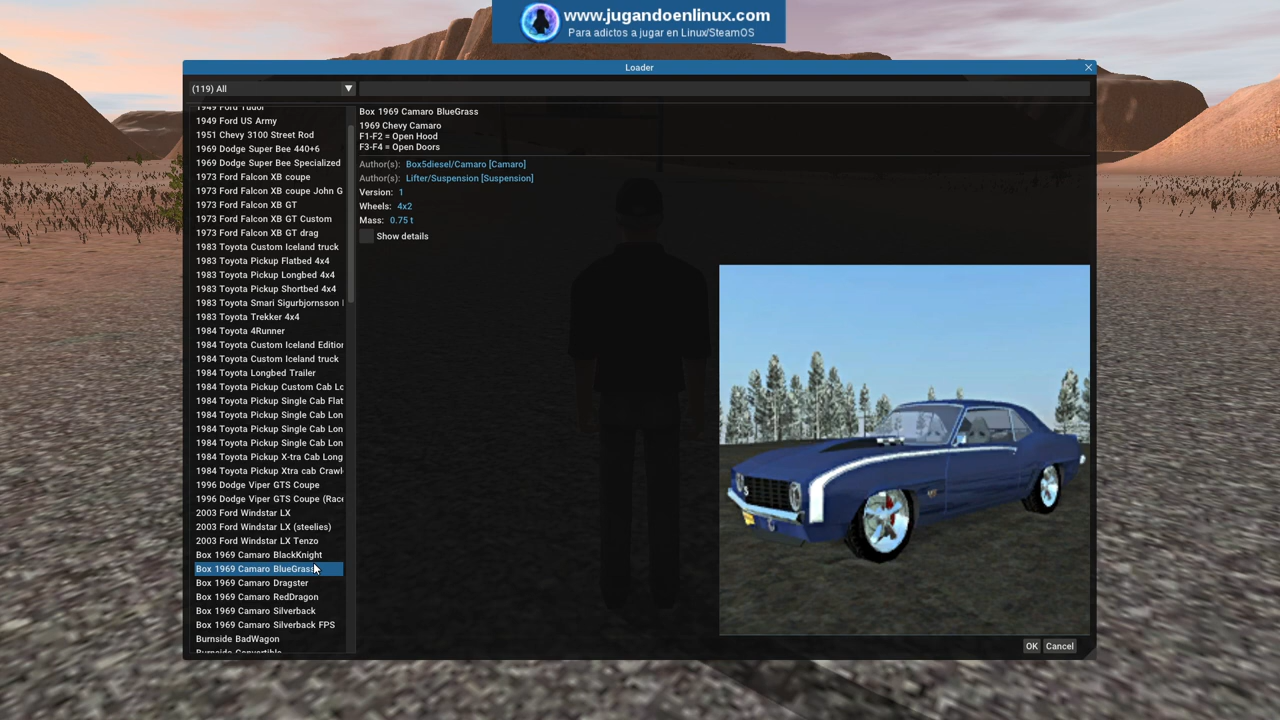 www.jugandoenlinux.com
Para adictos a jugar en Linux/SteamOS
Loader
(119) All
1949 Ford Tudor
1949 Ford US Army
1951 Chevy 3100 Street Rod
1969 Dodge Super Bee 440+6
1969 Dodge Super Bee Specialized
1973 Ford Falcon XB coupe
1973 Ford Falcon XB coupe John G
1973 Ford Falcon XB GT
1973 Ford Falcon XB GT Custom
1973 Ford Falcon XB GT drag
1983 Toyota Custom Iceland truck
1983 Toyota Pickup Flatbed 4x4
1983 Toyota Pickup Longbed 4x4
1983 Toyota Pickup Shortbed 4x4
1983 Toyota Smari Sigurbjornsson
1983 Toyota Trekker 4x4
1984 Toyota 4Runner
1984 Toyota Custom Iceland Edition
1984 Toyota Custom Iceland truck
1984 Toyota Longbed Trailer
1984 Toyota Pickup Custom Cab Lo
1984 Toyota Pickup Single Cab Flat
1984 Toyota Pickup Single Cab Lon
1984 Toyota Pickup Single Cab Lon
1984 Toyota Pickup Single Cab Lon
1984 Toyota Pickup X-tra Cab Long
1984 Toyota Pickup Xtra cab Crawl
1996 Dodge Viper GTS Coupe
1996 Dodge Viper GTS Coupe (Race
2003 Ford Windstar LX
2003 Ford Windstar LX (steelies)
2003 Ford Windstar LX Tenzo
Box 1969 Camaro BlackKnight
Box 1969 Camaro BlueGrass
Box 1969 Camaro Dragster
Box 1969 Camaro RedDragon
Box 1969 Camaro Silverback
Box 1969 Camaro Silverback FPS
Burnside BadWagon
Burnside Convertible
Box 1969 Camaro BlueGrass
1969 Chevy Camaro
F1-F2 = Open Hood
F3-F4 = Open Doors
Author(s): Box5diesel/Camaro [Camaro]
Author(s): Lifter/Suspension [Suspension]
Version: 1
Wheels: 4x2
Mass: 0.75 t
Show details
OK Cancel